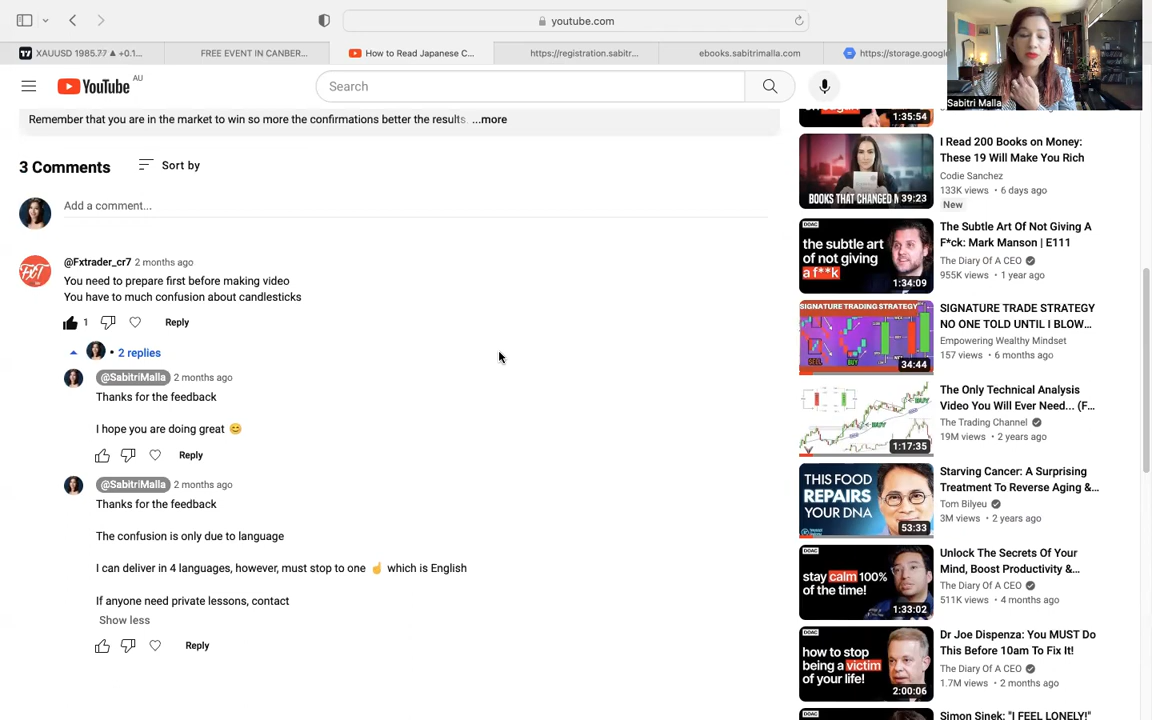 youtube.com
XAUUSD 1985.77 ▲ +0.1...
FREE EVENT IN CANBER...
How to Read Japanese C...
https://registration.sabitr...
ebooks.sabitrimalla.com
https://storage.google
Sabitri Malla
YouTube AU
Search
Remember that you are in the market to win so more the confirmations better the results. ...more
3 Comments
Sort by
Add a comment...
@Fxtrader_cr7 2 months ago
You need to prepare first before making video
You have to much confusion about candlesticks
1
Reply
• 2 replies
@SabitriMalla 2 months ago
Thanks for the feedback
I hope you are doing great 😊
Reply
@SabitriMalla 2 months ago
Thanks for the feedback
The confusion is only due to language
I can deliver in 4 languages, however, must stop to one ☝️ which is English
If anyone need private lessons, contact
Show less
Reply
1:35:54
BOOKS THAT CHANGED M
39:23
I Read 200 Books on Money:
These 19 Will Make You Rich
Codie Sanchez
133K views • 6 days ago
New
DOAC
the subtle art
of not giving
a f**k
1:34:09
The Subtle Art Of Not Giving A
F*ck: Mark Manson | E111
The Diary Of A CEO
955K views • 1 year ago
SIGNATURE TRADING STRATEGY
SELL
BUY
34:44
SIGNATURE TRADE STRATEGY
NO ONE TOLD UNTIL I BLOW...
Empowering Wealthy Mindset
157 views • 6 months ago
BUY
1:17:35
The Only Technical Analysis
Video You Will Ever Need... (F...
The Trading Channel
19M views • 2 years ago
THIS FOOD
REPAIRS
YOUR DNA
53:33
Starving Cancer: A Surprising
Treatment To Reverse Aging &...
Tom Bilyeu
3M views • 2 years ago
DOAC
stay calm 100%
of the time!
1:33:02
Unlock The Secrets Of Your
Mind, Boost Productivity &...
The Diary Of A CEO
511K views • 4 months ago
DOAC
how to stop
being a victim
of your life!
2:00:06
Dr Joe Dispenza: You MUST Do
This Before 10am To Fix It!
The Diary Of A CEO
1.7M views • 2 months ago
DOAC
Simon Sinek: "I FEEL LONELY!"